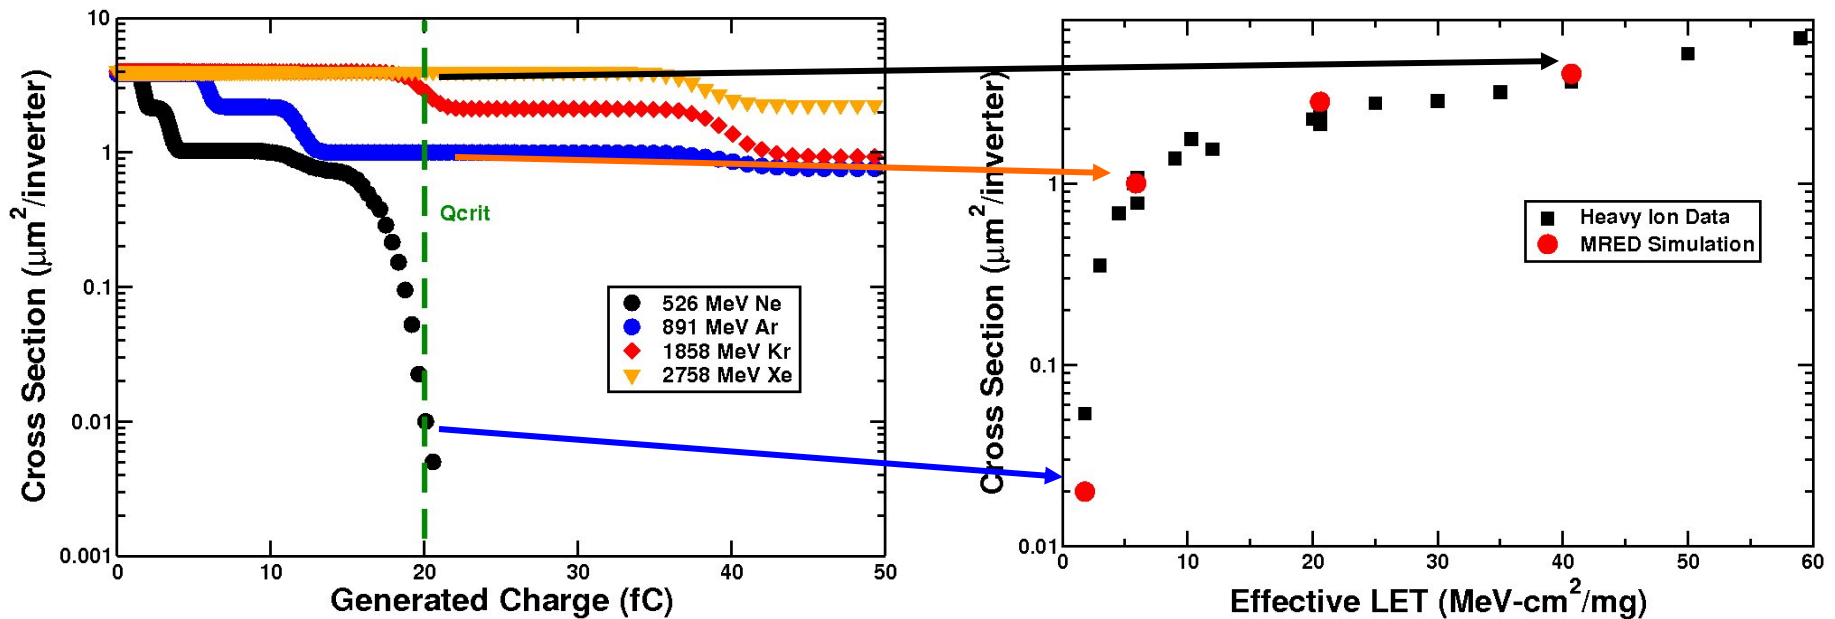 10
1
0.1
0.01
0.001
Cross Section (μm²/inverter)
0
10
20
30
40
50
Generated Charge (fC)
Qcrit
526 MeV Ne
891 MeV Ar
1858 MeV Kr
2758 MeV Xe
1
0.1
0.01
Cross Section (μm²/inverter)
0
10
20
30
40
50
60
Effective LET (MeV-cm²/mg)
Heavy Ion Data
MRED Simulation